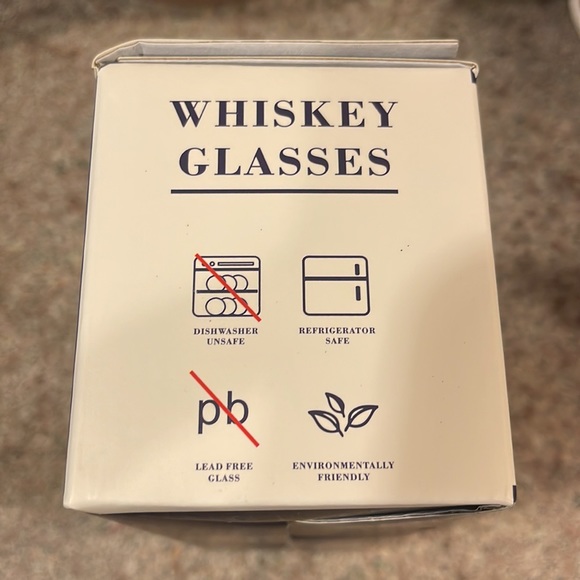 WHISKEY
GLASSES
DISHWASHER
UNSAFE
REFRIGERATOR
SAFE
pb
LEAD FREE
GLASS
ENVIRONMENTALLY
FRIENDLY